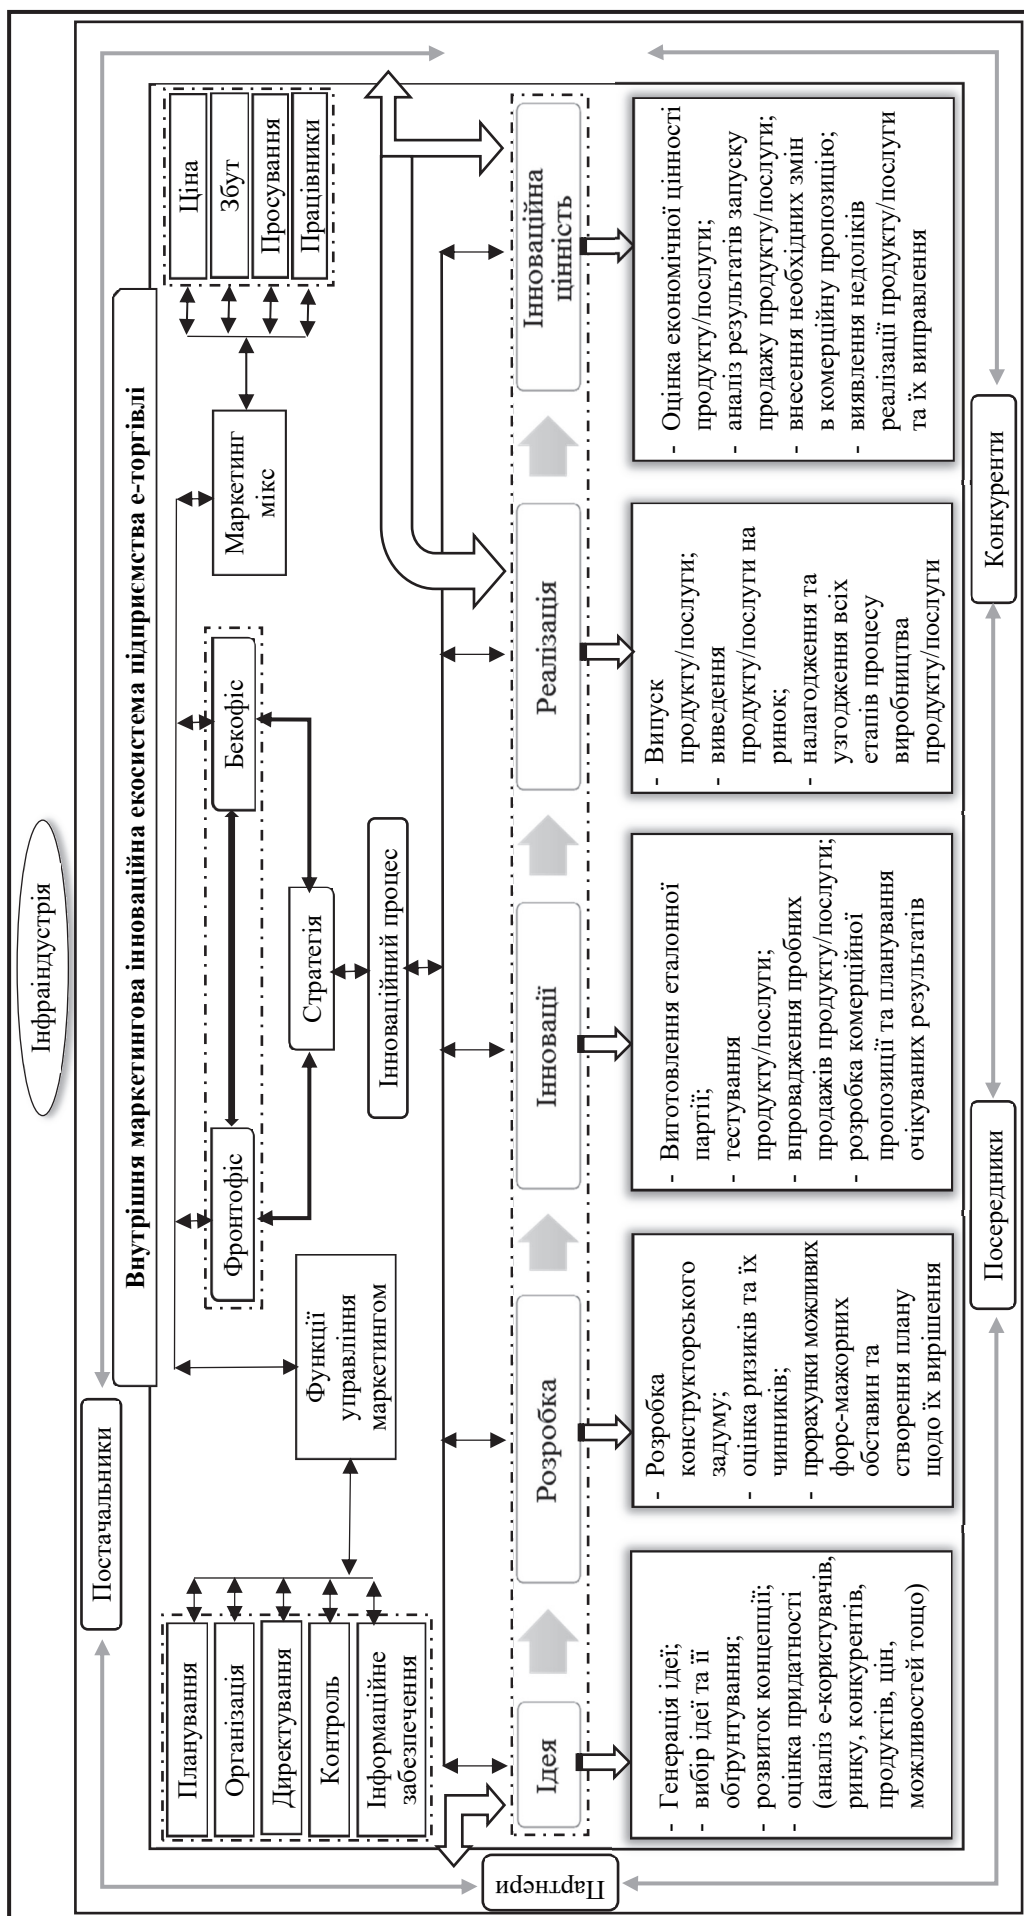 Інфраіндустрія
Постачальники
Внутрішня маркетингова інноваційна екосистема підприємства е-торгівлі
Планування
Організація
Директування
Контроль
Інформаційне
забезпечення
Функції
управління
маркетингом
Фронтофіс
Бекофіс
Стратегія
Інноваційний процес
Маркетинг
мікс
Ціна
Збут
Просування
Працівники
Ідея
Розробка
Інновації
Реалізація
Інноваційна
цінність
- Генерація ідеї;
- вибір ідеї та її
обґрунтування;
- розвиток концепції;
- оцінка придатності
(аналіз е-користувачів,
ринку, конкурентів,
продуктів, цін,
можливостей тощо)
- Розробка
конструкторського
задуму;
- оцінка ризиків та їх
чинників;
- прорахунки можливих
форс-мажорних
обставин та
створення плану
щодо їх вирішення
- Виготовлення еталонної
партії;
- тестування
продукту/послуги;
- впровадження пробних
продажів продукту/послуги;
- розробка комерційної
пропозиції та планування
очікуваних результатів
- Випуск
продукту/послуги;
- виведення
продукту/послуги на
ринок;
- налагодження та
узгодження всіх
етапів процесу
виробництва
продукту/послуги
- Оцінка економічної цінності
продукту/послуги;
- аналіз результатів запуску
продажу продукту/послуги;
- внесення необхідних змін
в комерційну пропозицію;
- виявлення недоліків
реалізації продукту/послуги
та їх виправлення
Партнери
Посередники
Конкуренти